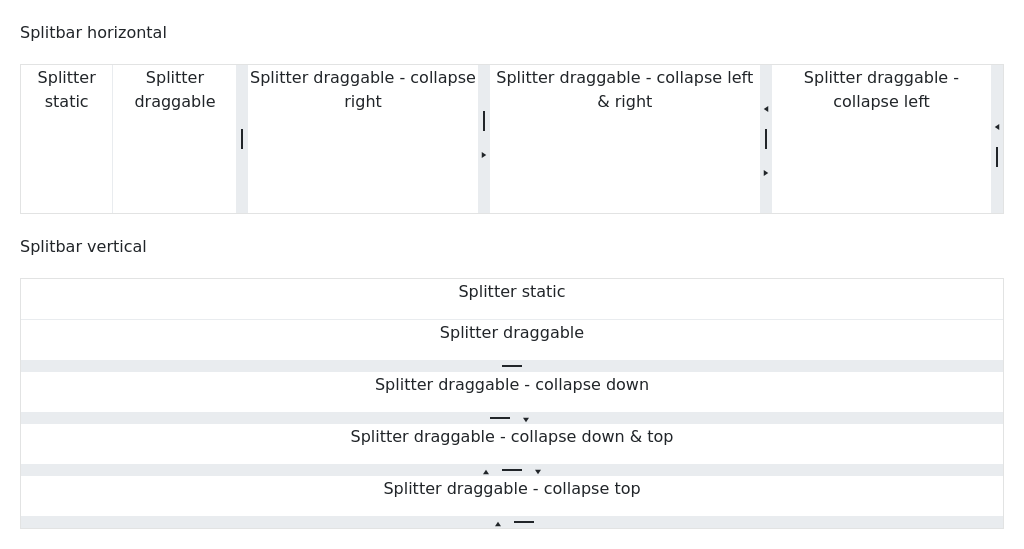 Splitbar horizontal
Splitter static
Splitter draggable
Splitter draggable - collapse right
Splitter draggable - collapse left & right
Splitter draggable - collapse left
Splitbar vertical
Splitter static
Splitter draggable
Splitter draggable - collapse down
Splitter draggable - collapse down & top
Splitter draggable - collapse top